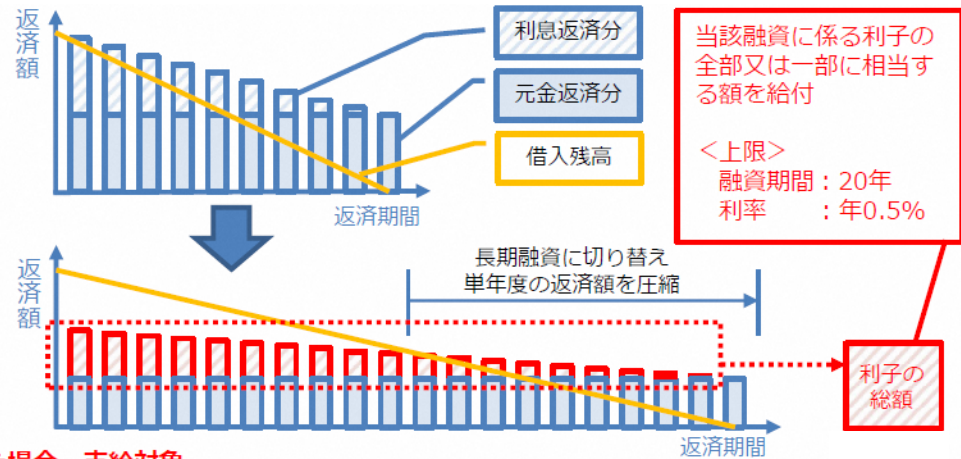 返済額
利息返済分
元金返済分
借入残高
返済期間
当該融資に係る利子の
全部又は一部に相当す
る額を給付
＜上限＞
融資期間：20年
利率　　：年0.5%
返済額
長期融資に切り替え
単年度の返済額を圧縮
利子の
総額
返済期間